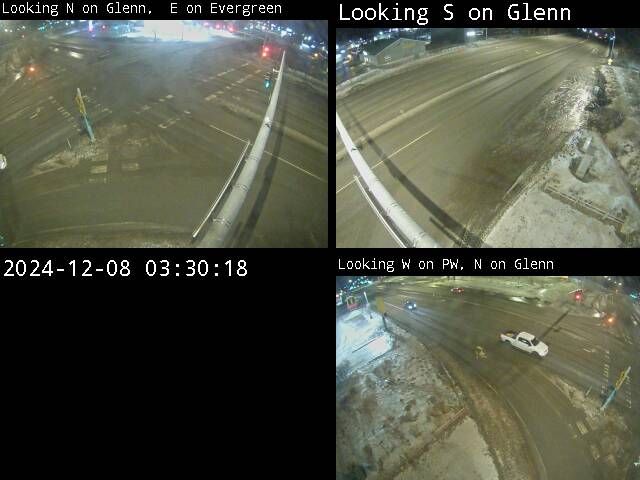 Looking N on Glenn,  E on Evergreen
Looking S on Glenn
2024-12-08 03:30:18
Looking W on PW, N on Glenn